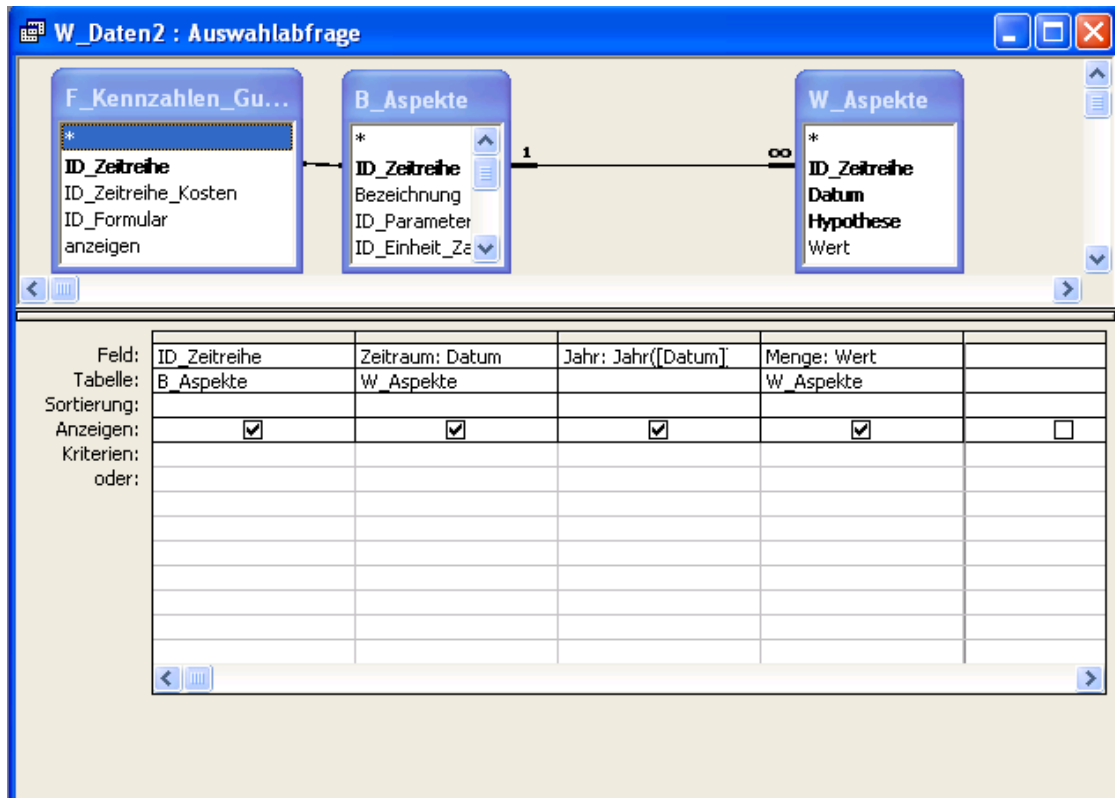 W_Daten2 : Auswahlabfrage
F_Kennzahlen_Gu...
*
ID_Zeitreihe
ID_Zeitreihe_Kosten
ID_Formular
anzeigen
B_Aspekte
*
ID_Zeitreihe
Bezeichnung
ID_Parameter
ID_Einheit_Za
1
∞
W_Aspekte
*
ID_Zeitreihe
Datum
Hypothese
Wert
Feld: ID_Zeitreihe Zeitraum: Datum Jahr: Jahr([Datum] Menge: Wert
Tabelle: B_Aspekte W_Aspekte W_Aspekte
Sortierung:
Anzeigen:
Kriterien:
oder: